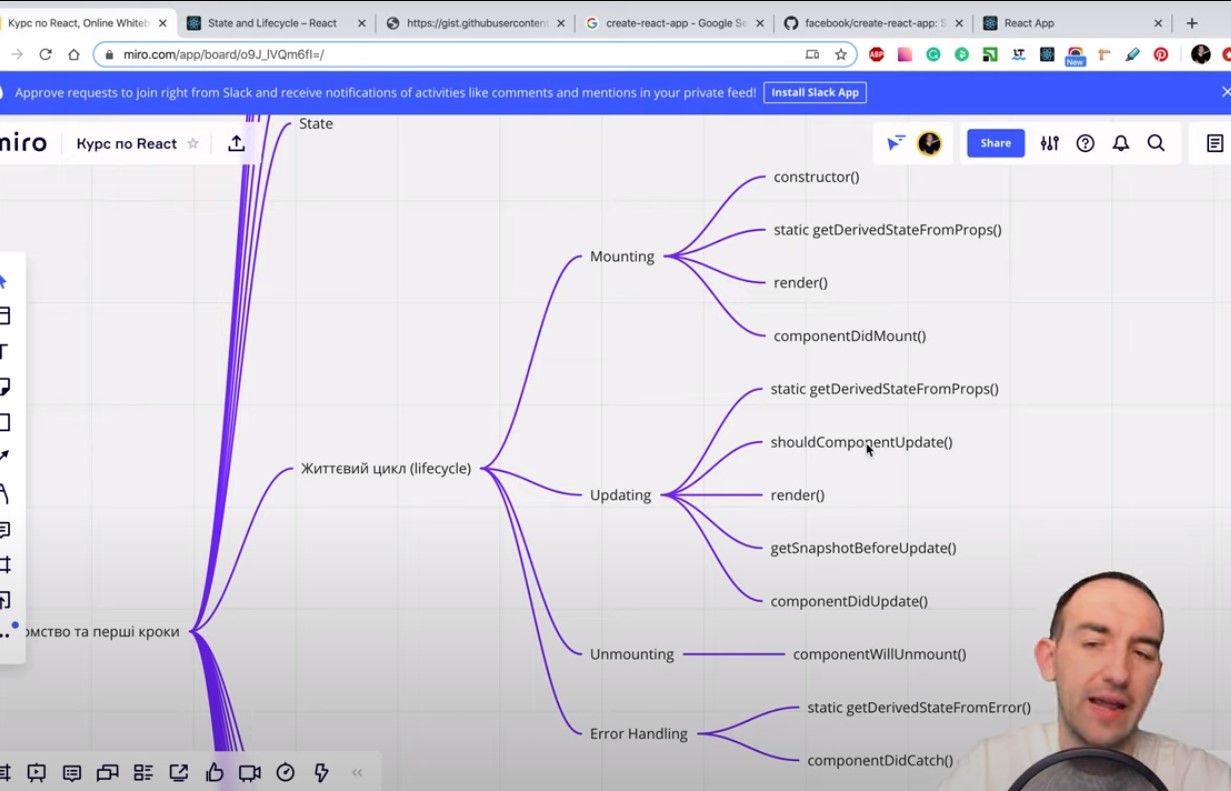 Курс по React, Online Whiteb
State and Lifecycle – React
https://gist.githubusercontent
create-react-app - Google Se
facebook/create-react-app: S
React App
miro.com/app/board/o9J_lVQm6fI=/
New
Approve requests to join right from Slack and receive notifications of activities like comments and mentions in your private feed!
Install Slack App
miro
Курс по React
Share
State
constructor()
static getDerivedStateFromProps()
Mounting
render()
componentDidMount()
static getDerivedStateFromProps()
shouldComponentUpdate()
Життєвий цикл (lifecycle)
Updating
render()
getSnapshotBeforeUpdate()
componentDidUpdate()
омство та перші кроки
Unmounting
componentWillUnmount()
static getDerivedStateFromError()
Error Handling
componentDidCatch()